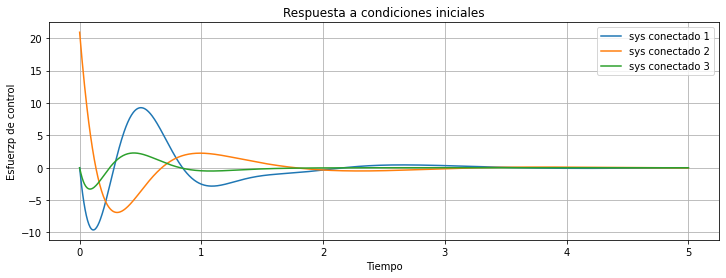 Respuesta a condiciones iniciales
sys conectado 1
sys conectado 2
sys conectado 3
Esfuerzp de control
20
15
10
5
0
−5
−10
0 1 2 3 4 5
Tiempo